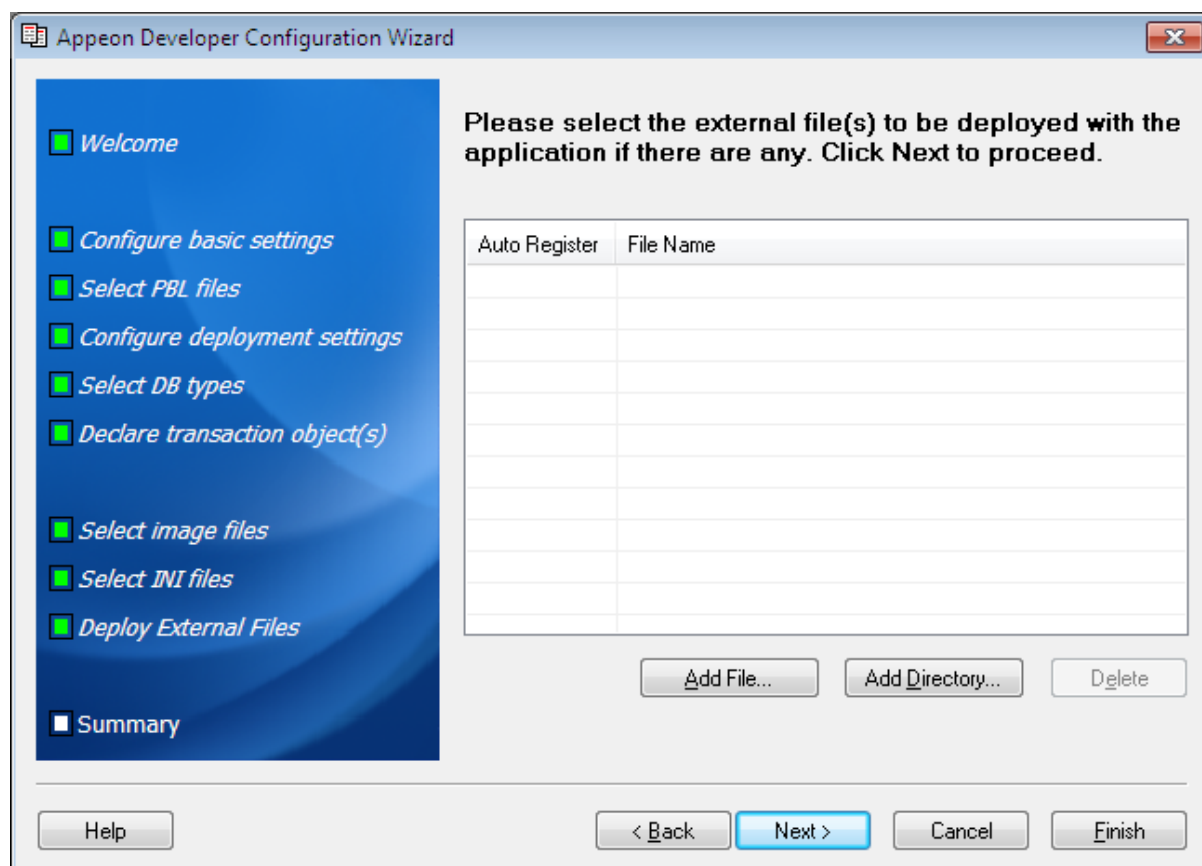 Appeon Developer Configuration Wizard
Welcome
Configure basic settings
Select PBL files
Configure deployment settings
Select DB types
Declare transaction object(s)
Select image files
Select INI files
Deploy External Files
Summary
Please select the external file(s) to be deployed with the
application if there are any. Click Next to proceed.
Auto Register File Name
Add File... Add Directory... Delete
Help < Back Next > Cancel Finish